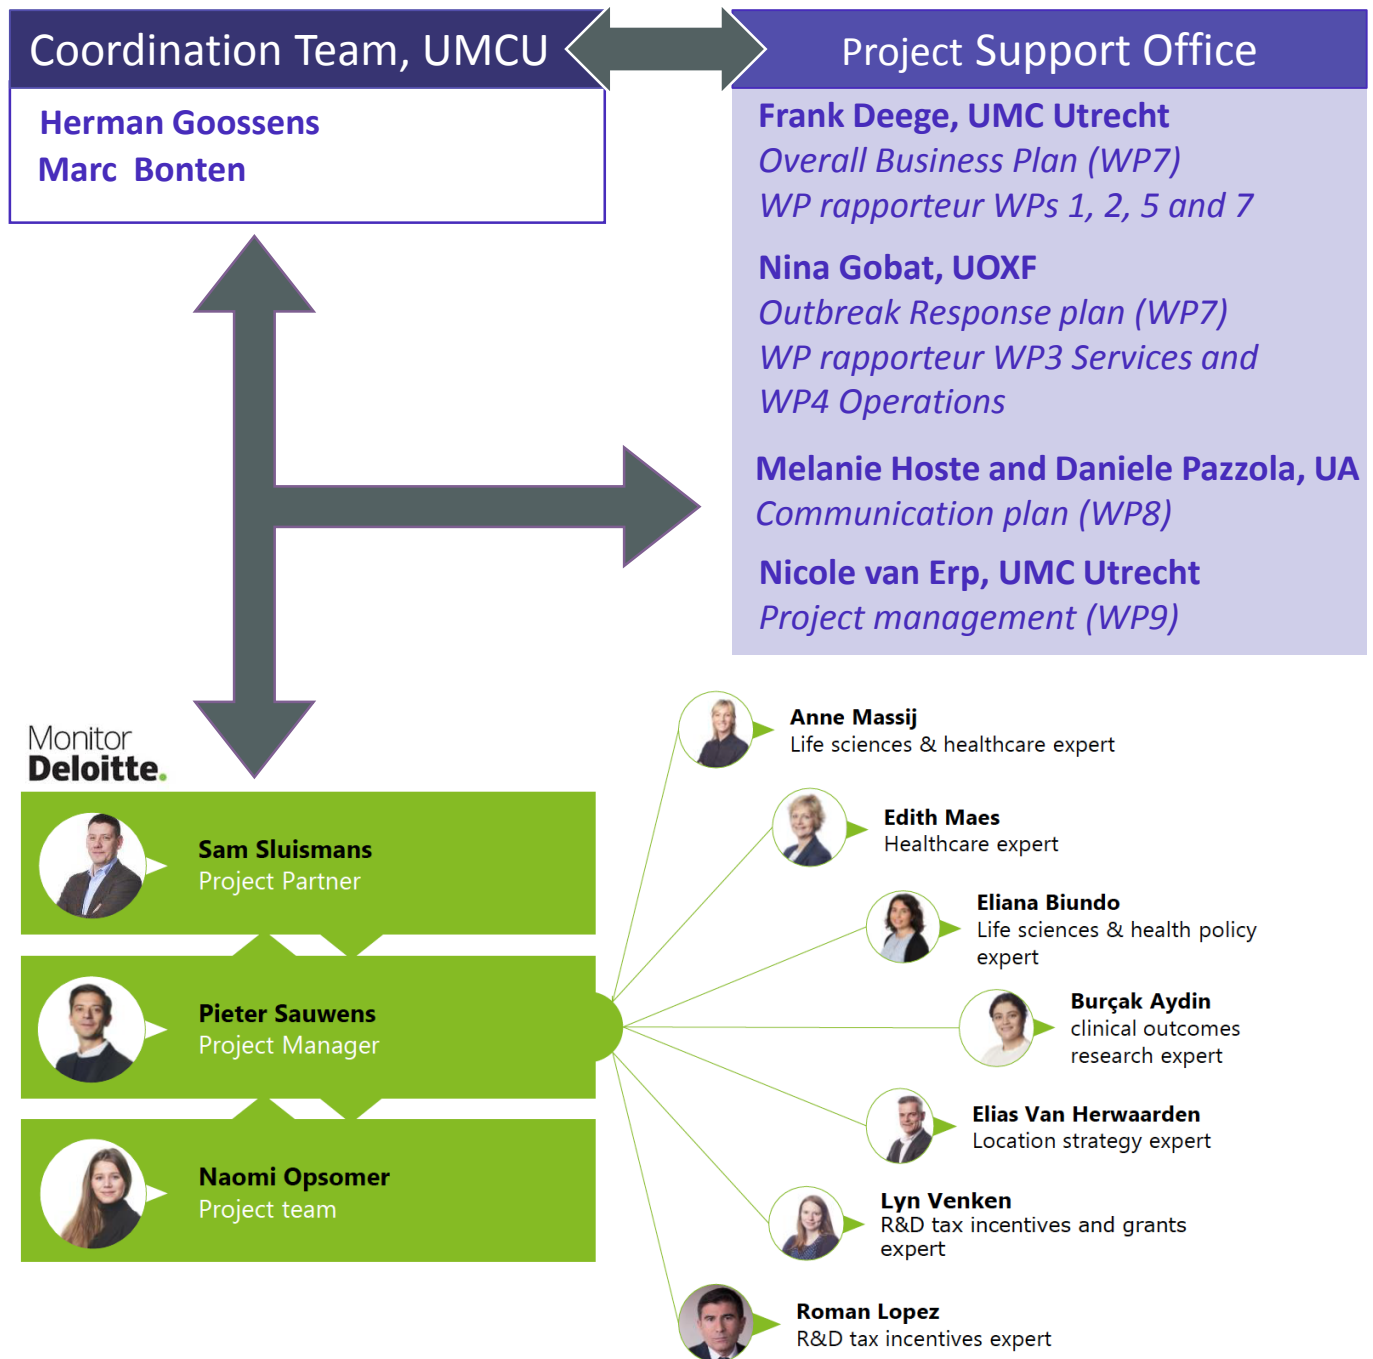 Coordination Team, UMCU
Herman Goossens
Marc Bonten
Project Support Office
Frank Deege, UMC Utrecht
Overall Business Plan (WP7)
WP rapporteur WPs 1, 2, 5 and 7
Nina Gobat, UOXF
Outbreak Response plan (WP7)
WP rapporteur WP3 Services and
WP4 Operations
Melanie Hoste and Daniele Pazzola, UA
Communication plan (WP8)
Nicole van Erp, UMC Utrecht
Project management (WP9)
Monitor
Deloitte.
Sam Sluismans
Project Partner
Pieter Sauwens
Project Manager
Naomi Opsomer
Project team
Anne Massij
Life sciences & healthcare expert
Edith Maes
Healthcare expert
Eliana Biundo
Life sciences & health policy
expert
Burçak Aydin
clinical outcomes
research expert
Elias Van Herwaarden
Location strategy expert
Lyn Venken
R&D tax incentives and grants
expert
Roman Lopez
R&D tax incentives expert